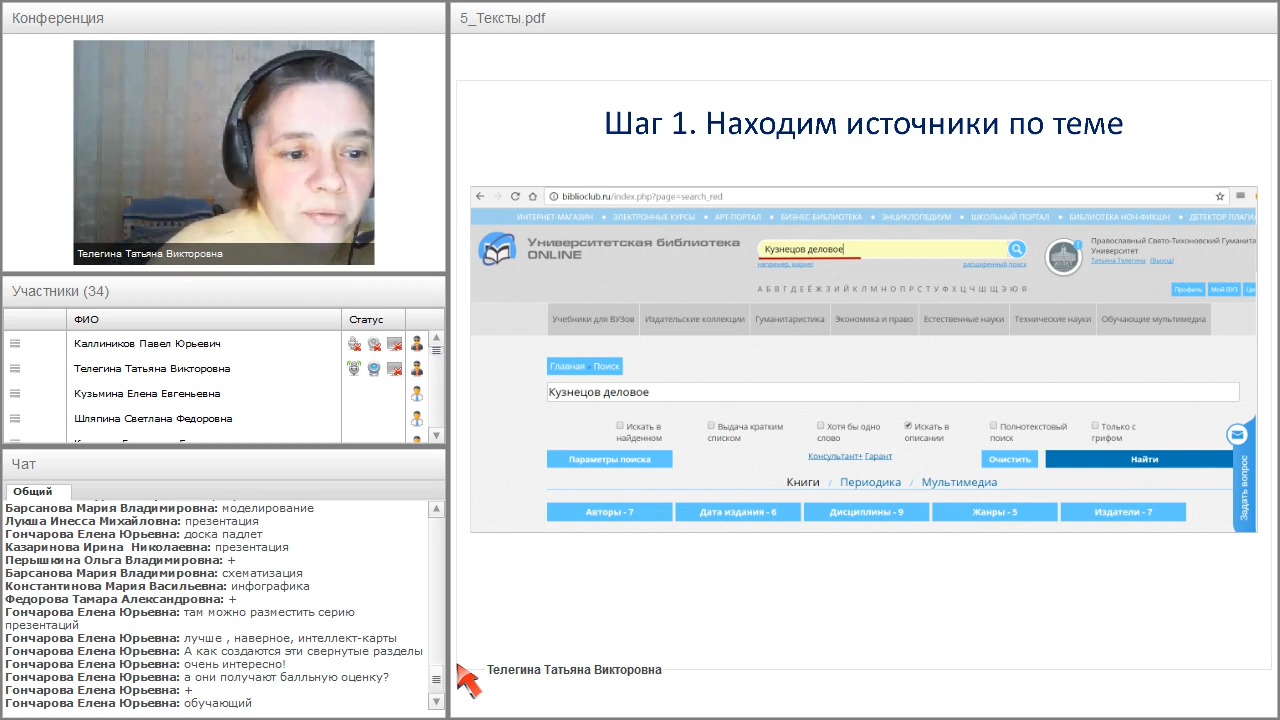 Конференция
Телегина Татьяна Викторовна
Участники (34)
ФИО
Статус
Каллиников Павел Юрьевич
Телегина Татьяна Викторовна
Кузьмина Елена Евгеньевна
Шляпина Светлана Федоровна
Чат
Общий
Барсанова Мария Владимировна: моделирование
Лукша Инесса Михайловна: презентация
Гончарова Елена Юрьевна: доска падлет
Казаринова Ирина Николаевна: презентация
Перышкина Ольга Владимировна: +
Барсанова Мария Владимировна: схематизация
Константинова Мария Васильевна: инфографика
Федорова Тамара Александровна: +
Гончарова Елена Юрьевна: там можно разместить серию
презентаций
Гончарова Елена Юрьевна: лучше , наверное, интеллект-карты
Гончарова Елена Юрьевна: А как создаются эти свернутые разделы
Гончарова Елена Юрьевна: очень интересно!
Гончарова Елена Юрьевна: а они получают балльную оценку?
Гончарова Елена Юрьевна: +
Гончарова Елена Юрьевна: обучающий
5_Тексты.pdf
Шаг 1. Находим источники по теме
biblioclub.ru/index.php?page=search_red
ИНТЕРНЕТ-МАГАЗИН • ЭЛЕКТРОННЫЕ КУРСЫ • АРТ-ПОРТАЛ • БИЗНЕС-БИБЛИОТЕКА • ЭНЦИКЛОПЕДИУМ • ШКОЛЬНЫЙ ПОРТАЛ • БИБЛИОТЕКА НОН-ФИКШН • ДЕТЕКТОР ПЛАГИА
Университетская библиотека
ONLINE
Кузнецов деловое
например, маркес
расширенный поиск
А Б В Г Д Е Ё Ж З И Й К Л М Н О П Р С Т У Ф Х Ц Ч Ш Щ Э Ю Я
Православный Свято-Тихоновский Гуманита
Университет
Татьяна Телегина (Выход)
Профиль
Мой ВУЗ
Учебники для ВУЗов
Издательские коллекции
Гуманитаристика
Экономика и право
Естественные науки
Технические науки
Обучающие мультимедиа
Главная » Поиск
Кузнецов деловое
Искать в
найденном
Выдача кратким
списком
Хотя бы одно
слово
Искать в
описании
Полнотекстовый
поиск
Только с
грифом
Параметры поиска
Консультант+ Гарант
Очистить
Найти
Книги / Периодика / Мультимедиа
Авторы - 7
Дата издания - 6
Дисциплины - 9
Жанры - 5
Издатели - 7
Задать вопрос
Телегина Татьяна Викторовна